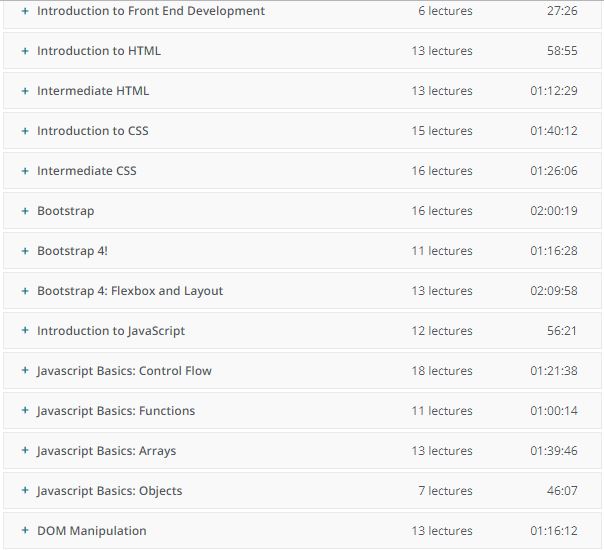 + Introduction to Front End Development 6 lectures 27:26
+ Introduction to HTML 13 lectures 58:55
+ Intermediate HTML 13 lectures 01:12:29
+ Introduction to CSS 15 lectures 01:40:12
+ Intermediate CSS 16 lectures 01:26:06
+ Bootstrap 16 lectures 02:00:19
+ Bootstrap 4! 11 lectures 01:16:28
+ Bootstrap 4: Flexbox and Layout 13 lectures 02:09:58
+ Introduction to JavaScript 12 lectures 56:21
+ Javascript Basics: Control Flow 18 lectures 01:21:38
+ Javascript Basics: Functions 11 lectures 01:00:14
+ Javascript Basics: Arrays 13 lectures 01:39:46
+ Javascript Basics: Objects 7 lectures 46:07
+ DOM Manipulation 13 lectures 01:16:12